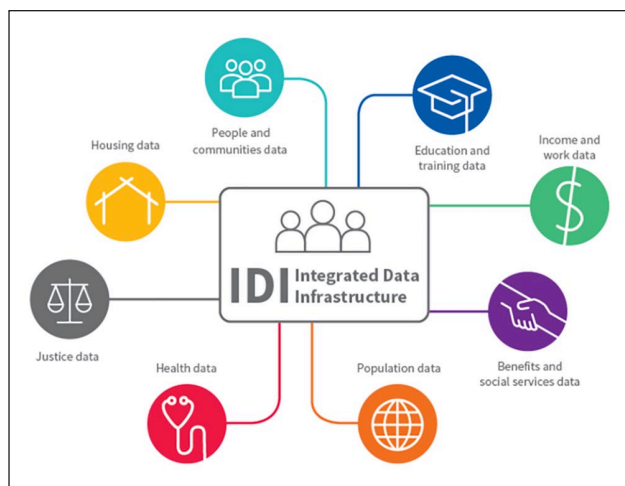 People and
communities data
Education and
training data
Housing data
Income and
work data
IDI Integrated Data
Infrastructure
Justice data
Health data
Population data
Benefits and
social services data